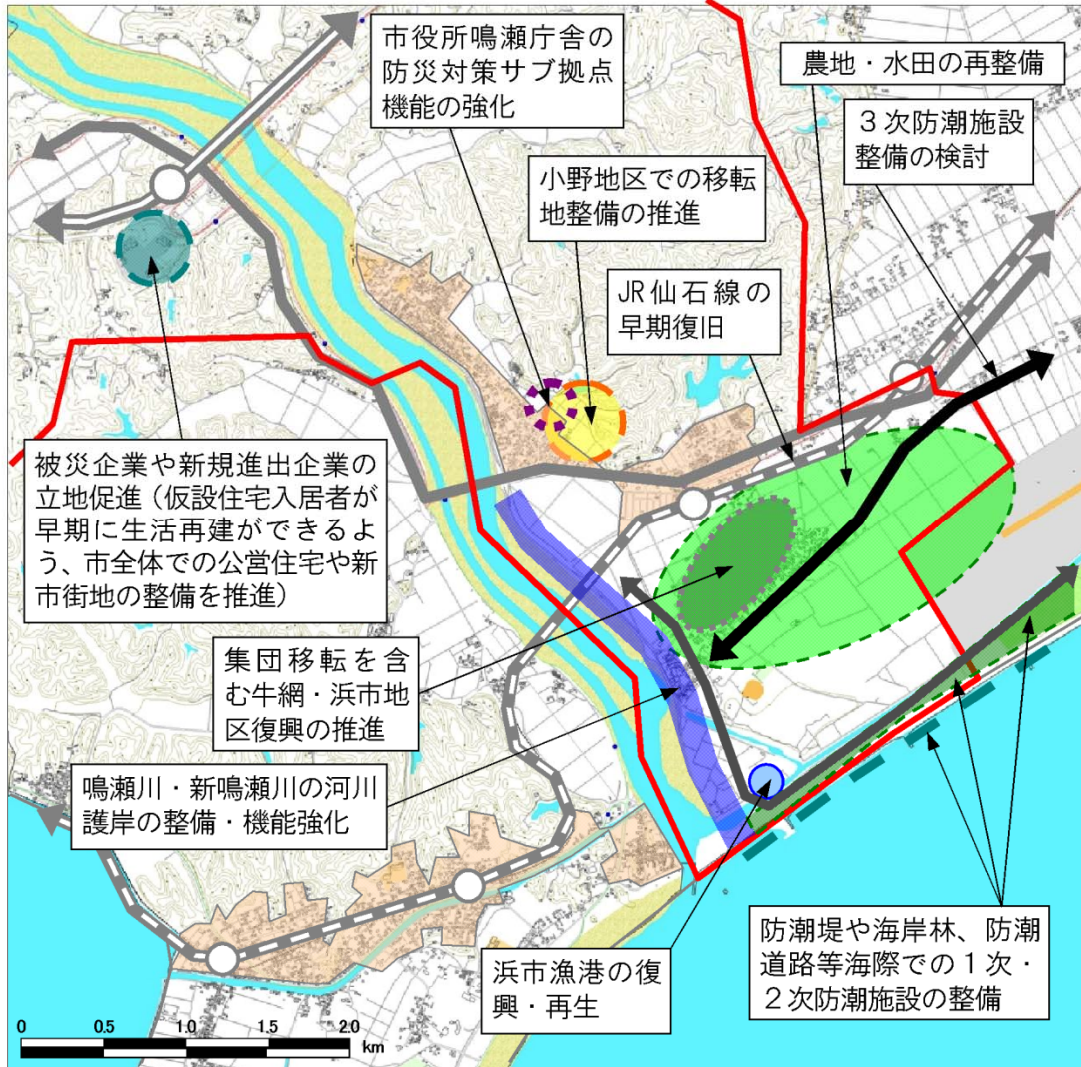 市役所鳴瀬庁舎の
防災対策サブ拠点
機能の強化
農地・水田の再整備
３次防潮施設
整備の検討
小野地区での移転
地整備の推進
JR仙石線の
早期復旧
被災企業や新規進出企業の
立地促進（仮設住宅入居者が
早期に生活再建ができるよ
う、市全体での公営住宅や新
市街地の整備を推進）
集団移転を含
む牛網・浜市地
区復興の推進
鳴瀬川・新鳴瀬川の河川
護岸の整備・機能強化
浜市漁港の復
興・再生
防潮堤や海岸林、防潮
道路等海際での１次・
２次防潮施設の整備
0 0.5 1.0 1.5 2.0
km